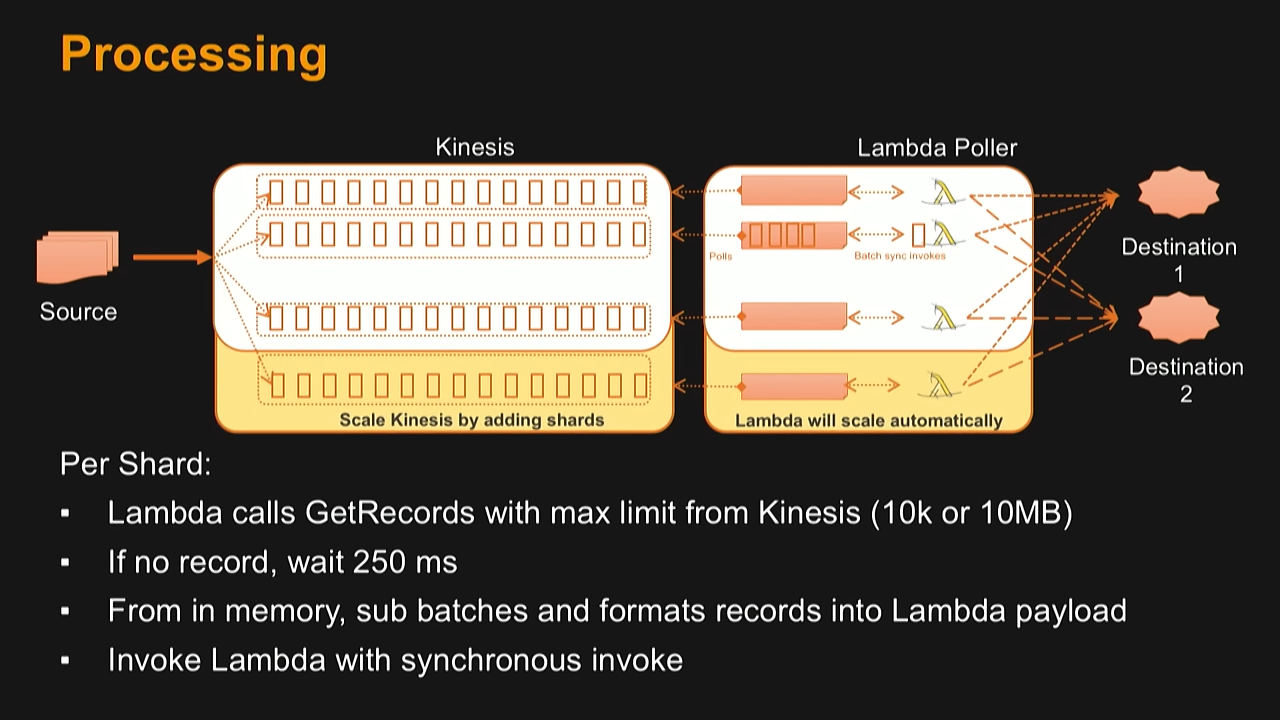 Processing
Kinesis
Lambda Poller
Source
Polls
Batch sync invokes
Destination
1
Destination
2
Scale Kinesis by adding shards
Lambda will scale automatically
Per Shard:
▪ Lambda calls GetRecords with max limit from Kinesis (10k or 10MB)
▪ If no record, wait 250 ms
▪ From in memory, sub batches and formats records into Lambda payload
▪ Invoke Lambda with synchronous invoke